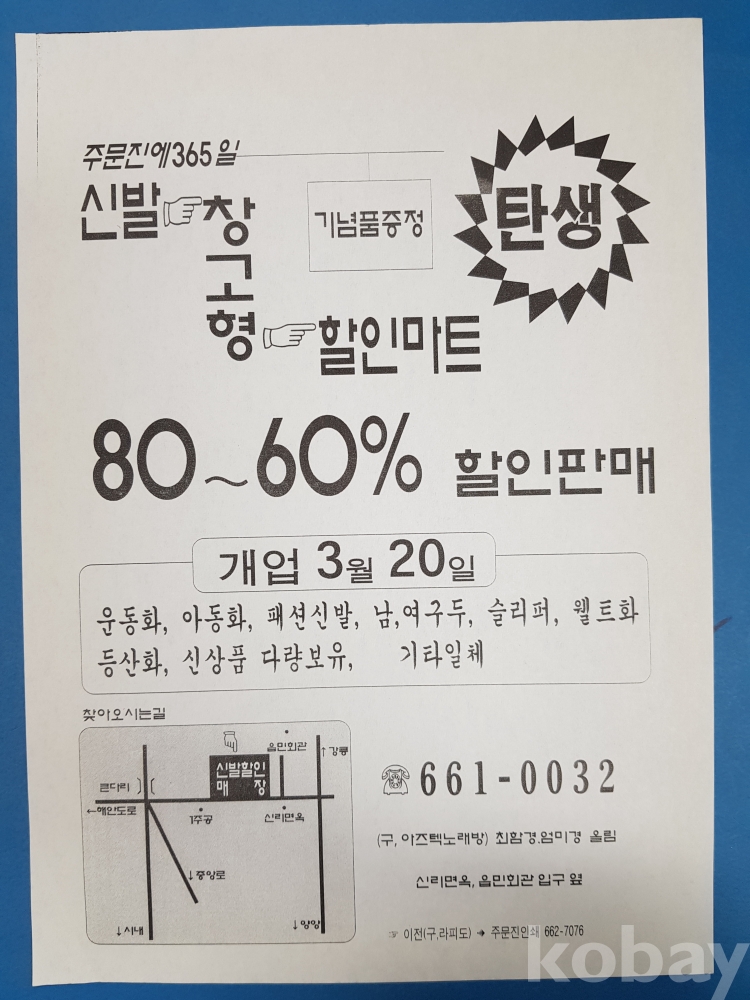 주문진에365일
신발☞창고형☞할인마트
기념품증정
탄생
80~60% 할인판매
개업 3월 20일
운동화, 아동화, 패션신발, 남,여구두, 슬리퍼, 웰트화
등산화, 신상품 다량보유, 기타일체
찾아오시는길
읍민회관
↑강릉
신발할인
매 장
큰다리
←해안도로
1주공
신리면옥
↓중앙로
↓시내
↓양양
☎661-0032
(구, 아즈텍노래방) 최함경.엄미경 올림
신리면옥, 읍민회관 입구 옆
☞ 이전(구,라피도) → 주문진인쇄 662-7076
kobay